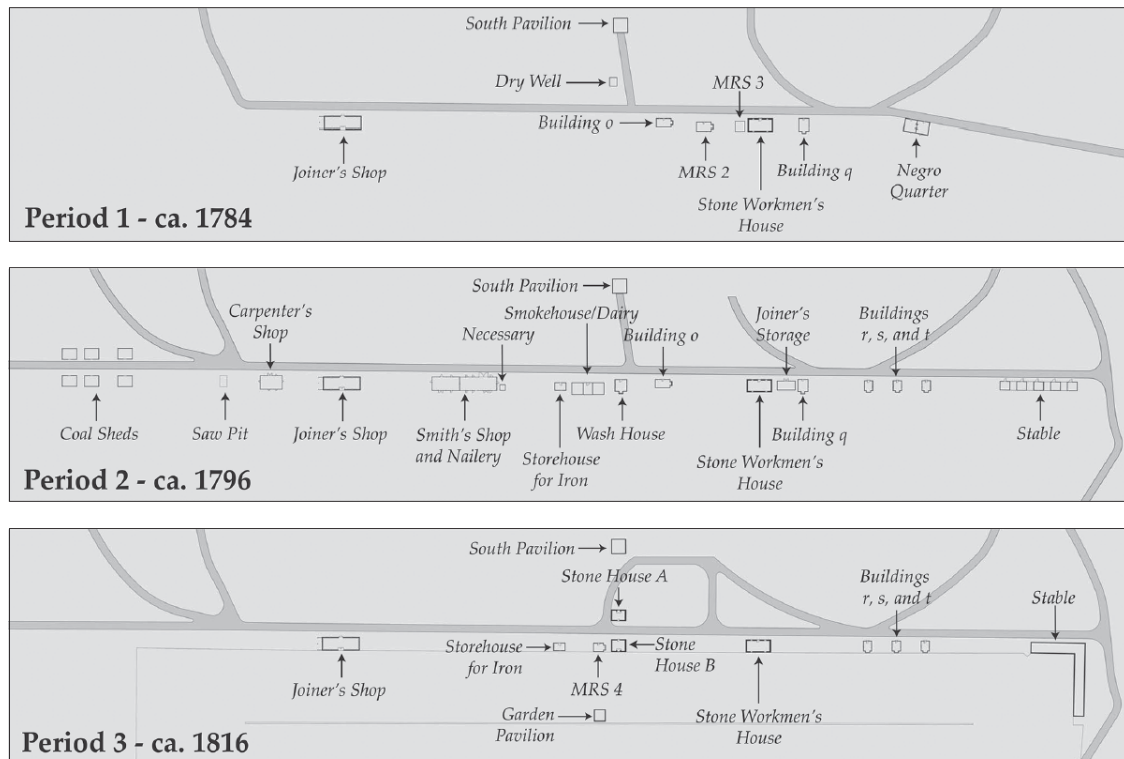 South Pavilion
Dry Well
MRS 3
Building o
Joiner's Shop
MRS 2
Building q
Negro
Quarter
Stone Workmen's
House
Period 1 - ca. 1784
South Pavilion
Carpenter's
Shop
Smokehouse/Dairy
Necessary
Building o
Joiner's
Storage
Buildings
r, s, and t
Coal Sheds
Saw Pit
Joiner's Shop
Smith's Shop
and Nailery
Wash House
Storehouse
for Iron
Building q
Stone Workmen's
House
Stable
Period 2 - ca. 1796
South Pavilion
Stone House A
Buildings
r, s, and t
Stable
Storehouse
for Iron
Stone
House B
Joiner's Shop
MRS 4
Garden
Pavilion
Stone Workmen's
House
Period 3 - ca. 1816